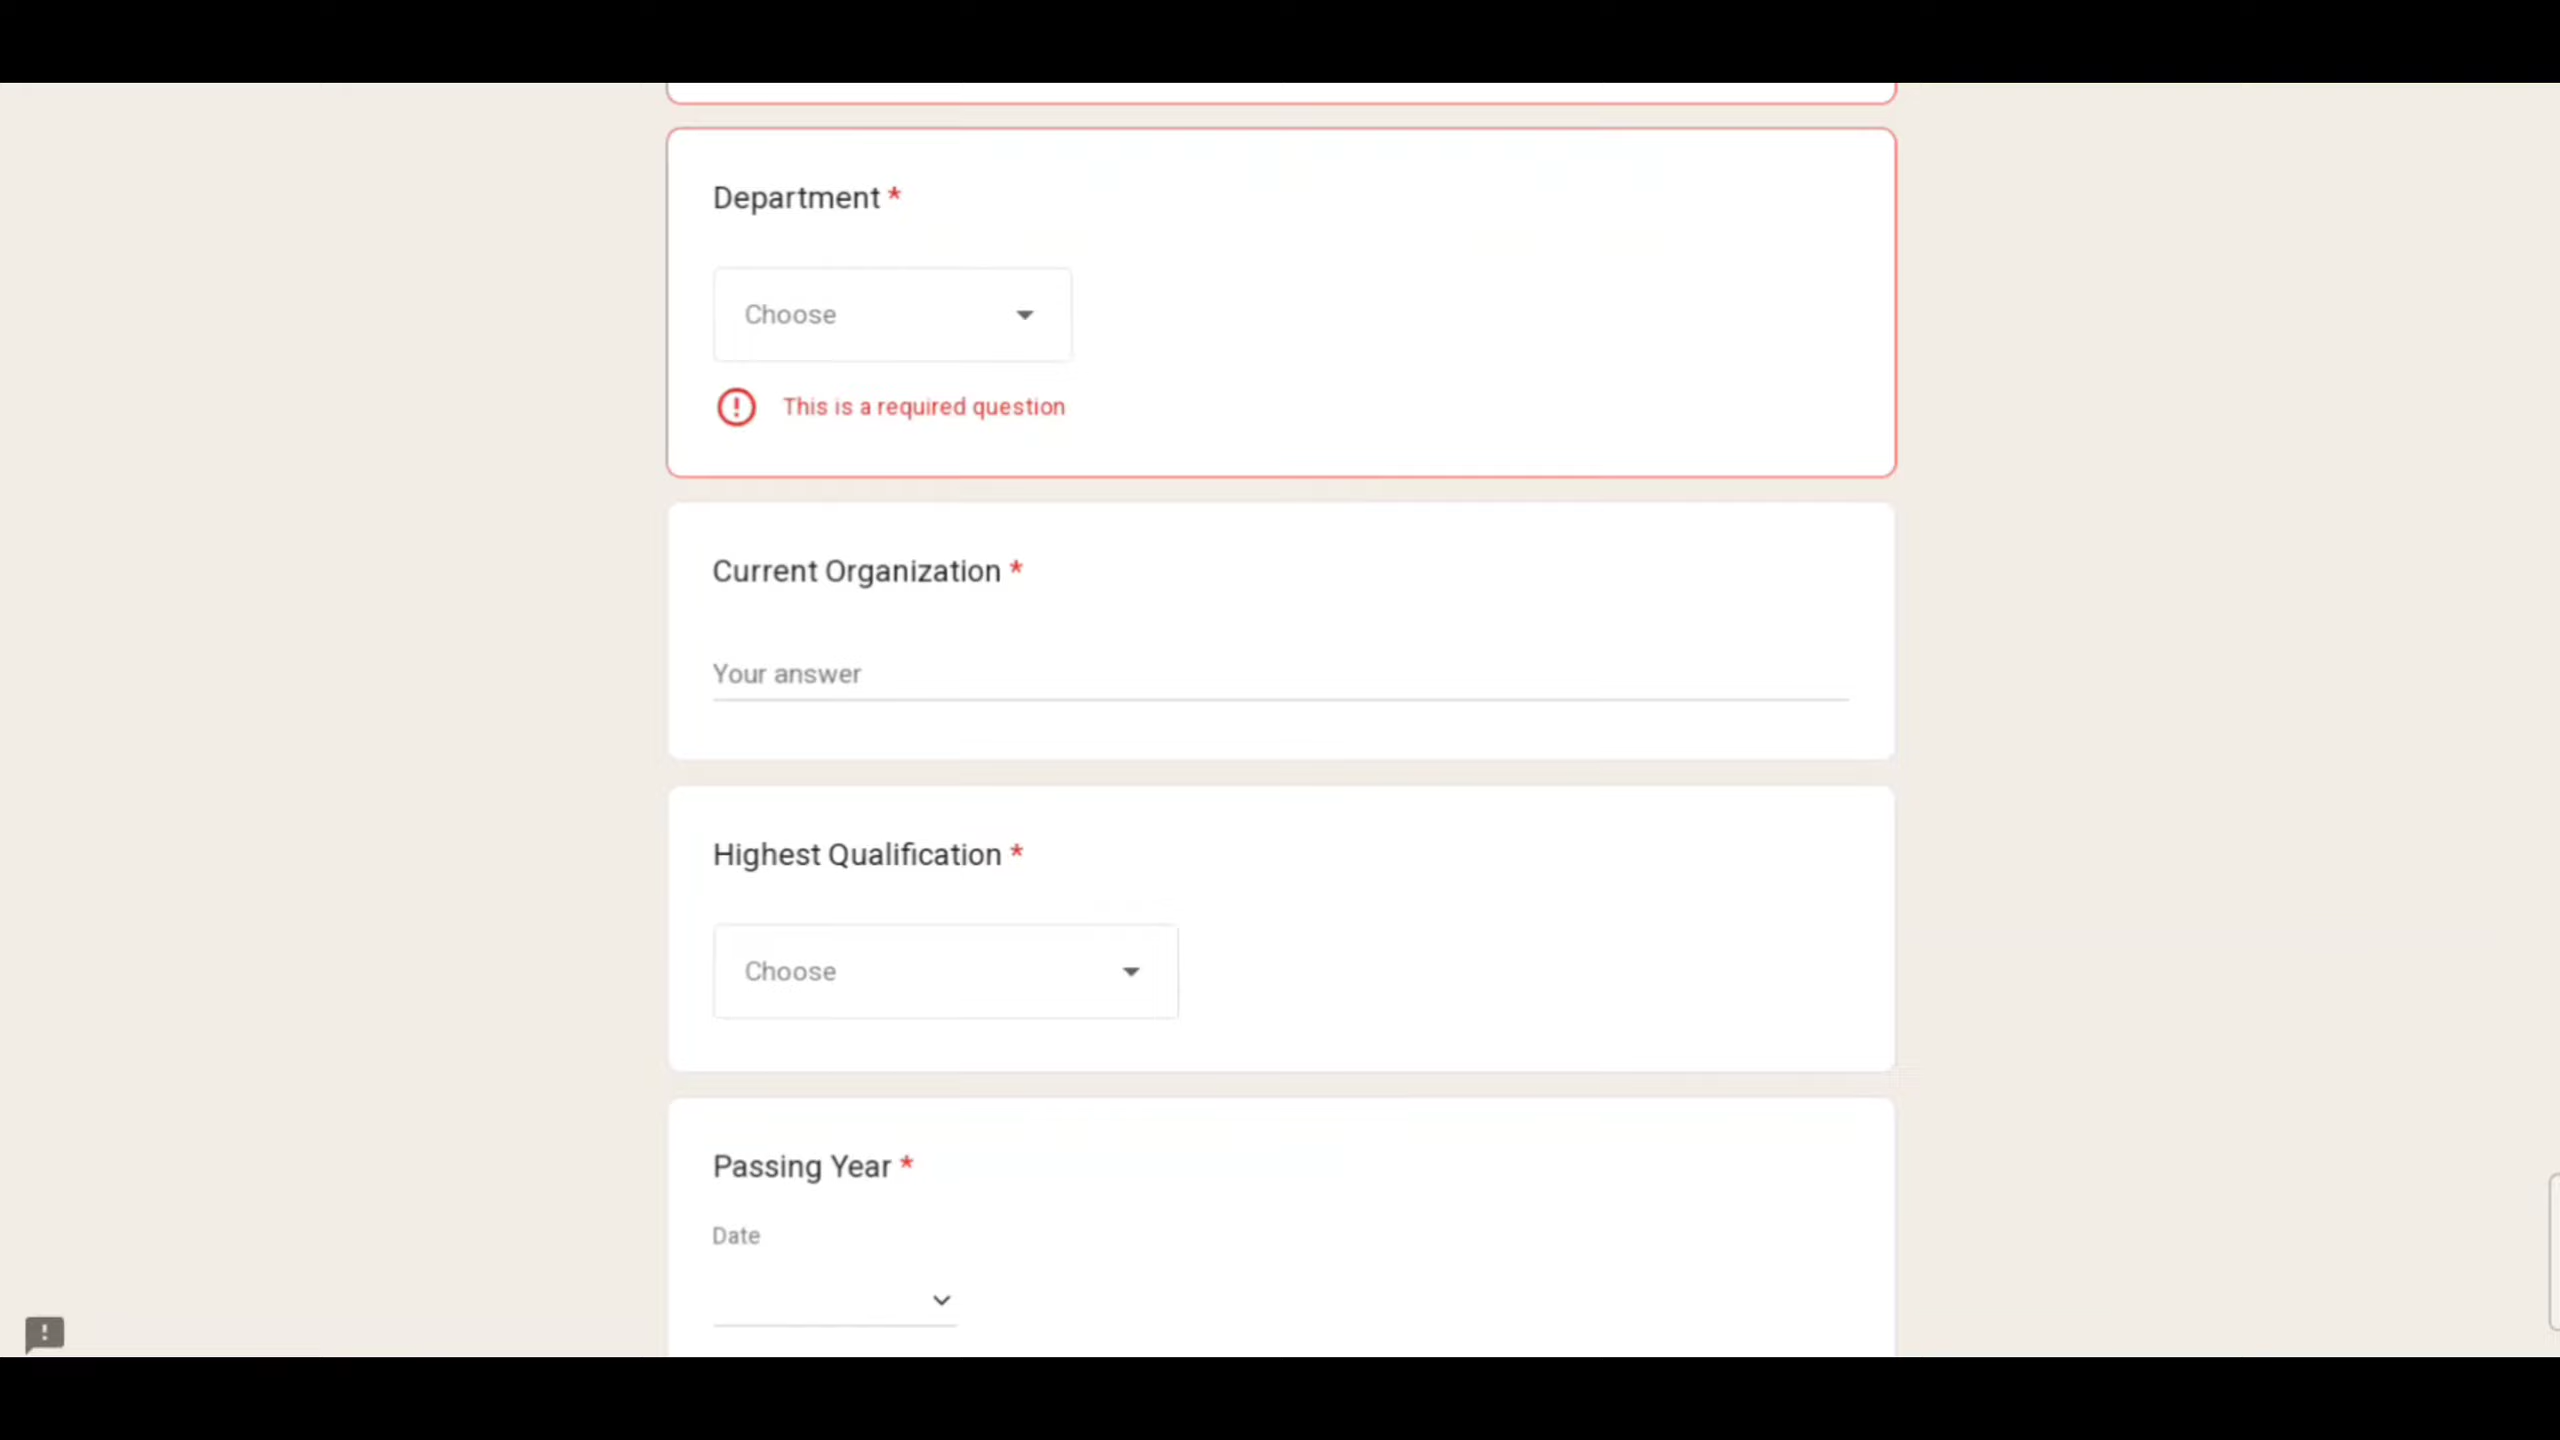 Department *
Choose
This is a required question
Current Organization *
Your answer
Highest Qualification *
Choose
Passing Year *
Date